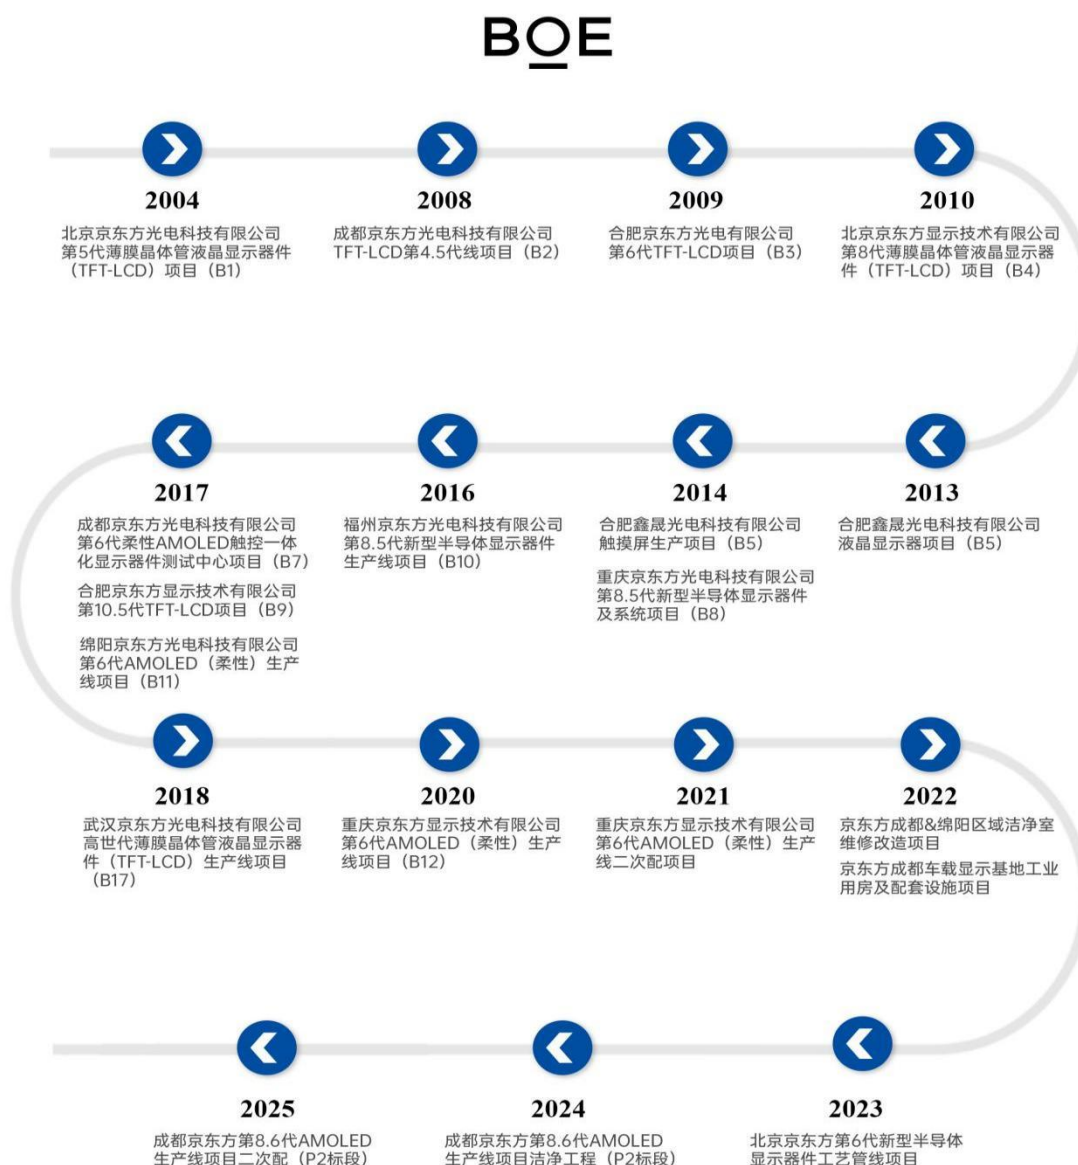 BOE
2004
北京京东方光电科技有限公司
第5代薄膜晶体管液晶显示器件
（TFT-LCD）项目（B1）
2008
成都京东方光电科技有限公司
TFT-LCD第4.5代线项目（B2）
2009
合肥京东方光电有限公司
第6代TFT-LCD项目（B3）
2010
北京京东方显示技术有限公司
第8代薄膜晶体管液晶显示器
件（TFT-LCD）项目（B4）
2013
合肥鑫晟光电科技有限公司
液晶显示器项目（B5）
2014
合肥鑫晟光电科技有限公司
触摸屏生产项目（B5）
重庆京东方光电科技有限公司
第8.5代新型半导体显示器件
及系统项目（B8）
2016
福州京东方光电科技有限公司
第8.5代新型半导体显示器件
生产线项目（B10）
2017
成都京东方光电科技有限公司
第6代柔性AMOLED触控一体
化显示器件测试中心项目（B7）
合肥京东方显示技术有限公司
第10.5代TFT-LCD项目（B9）
绵阳京东方光电科技有限公司
第6代AMOLED（柔性）生产
线项目（B11）
2018
武汉京东方光电科技有限公司
高世代薄膜晶体管液晶显示器
件（TFT-LCD）生产线项目
（B17）
2020
重庆京东方显示技术有限公司
第6代AMOLED（柔性）生产
线项目（B12）
2021
重庆京东方显示技术有限公司
第6代AMOLED（柔性）生产
线二次配项目
2022
京东方成都&绵阳区域洁净室
维修改造项目
京东方成都车载显示基地工业
用房及配套设施项目
2023
北京京东方第6代新型半导体
显示器件工艺管线项目
2024
成都京东方第8.6代AMOLED
生产线项目洁净工程（P2标段）
2025
成都京东方第8.6代AMOLED
生产线项目二次配（P2标段）